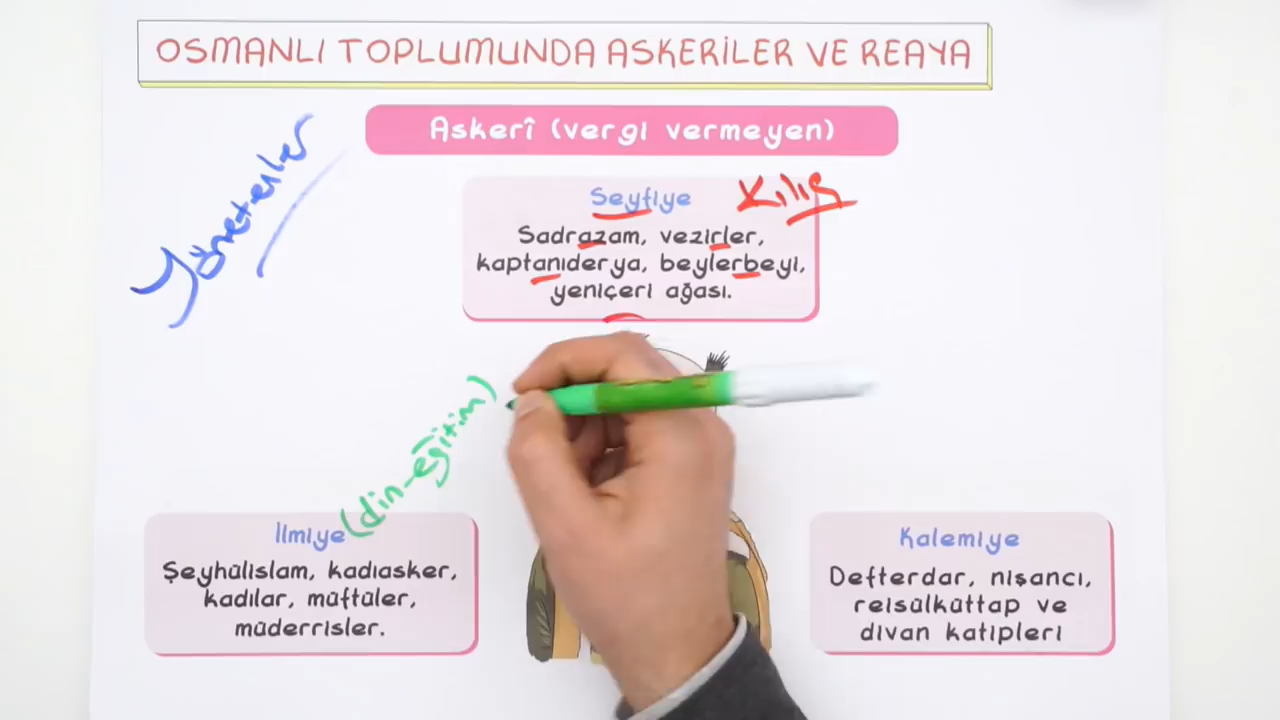 OSMANLI TOPLUMUNDA ASKERİLER VE REAYA
Askerî (vergi vermeyen)
Yönetenler
Seyfiye
Kılıç
Sadrazam, vezirler,
kaptanıderya, beylerbeyi,
yeniçeri ağası.
(din-eğitim)
İlmiye
Şeyhülislam, kadıasker,
kadılar, müftüler,
müderrisler.
Kalemiye
Defterdar, nişancı,
reisülküttap ve
divan katipleri